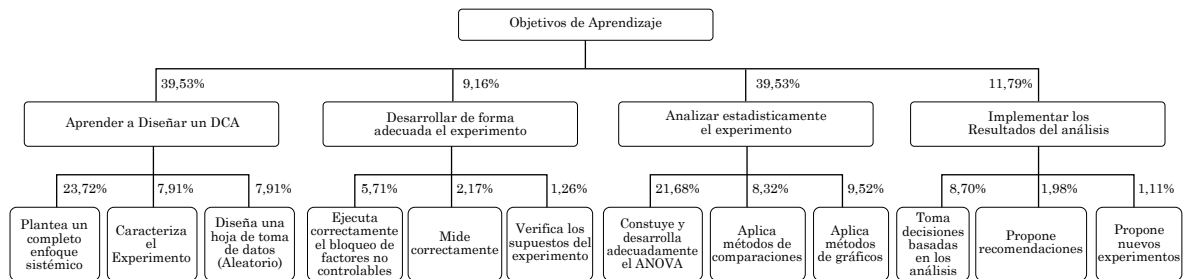 Objetivos de Aprendizaje
39,53%
9,16%
39,53%
11,79%
Aprender a Diseñar un DCA
Desarrollar de forma
adecuada el experimento
Analizar estadisticamente
el experimento
Implementar los
Resultados del análisis
23,72%
7,91%
7,91%
5,71%
2,17%
1,26%
21,68%
8,32%
9,52%
8,70%
1,98%
1,11%
Plantea un
completo
enfoque
sistémico
Caracteriza
el
Experimento
Diseña una
hoja de toma
de datos
(Aleatorio)
Ejecuta
correctamente
el bloqueo de
factores no
controlables
Mide
correctamente
Verifica los
supuestos del
experimento
Constuye y
desarrolla
adecuadamente
el ANOVA
Aplica
métodos de
comparaciones
Aplica
métodos
de gráficos
Toma
decisiones
basadas
en los
análisis
Propone
recomendaciones
Propone
nuevos
experimentos